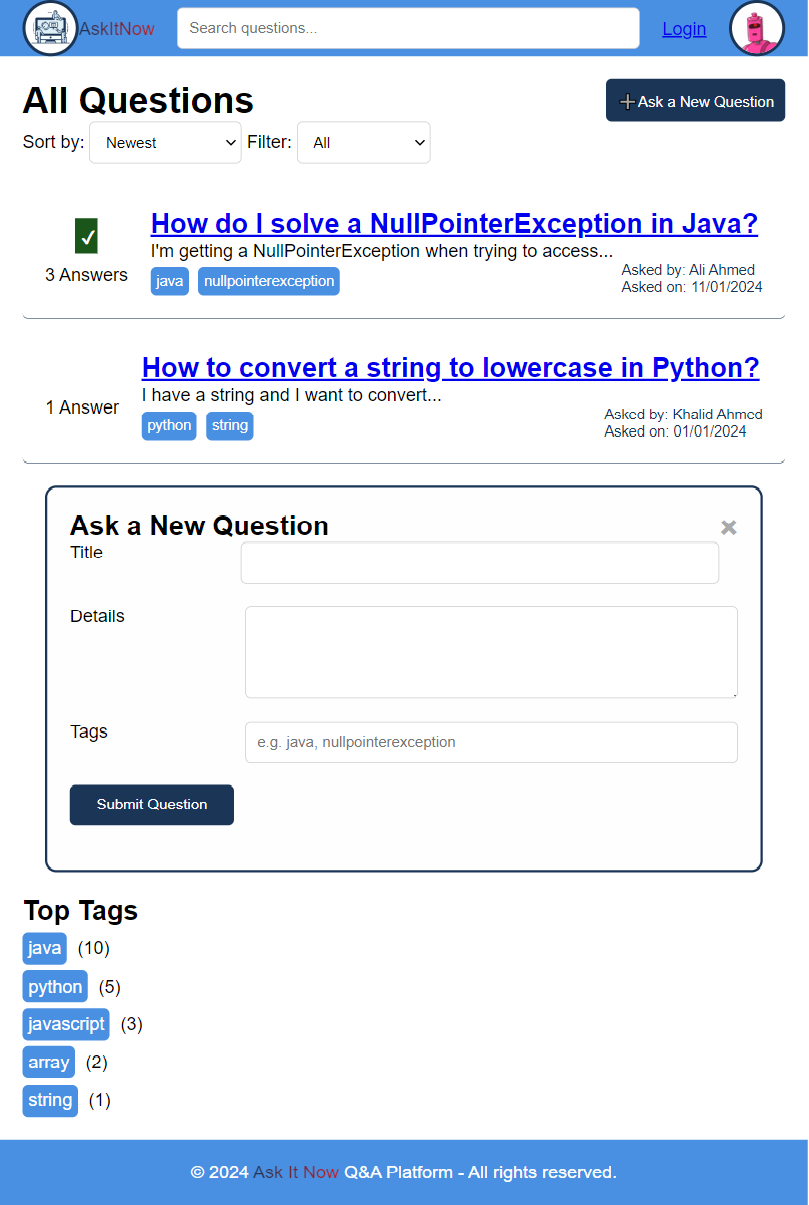 AskItNow Search questions... Login
All Questions
➕Ask a New Question
Sort by: Newest Filter: All
How do I solve a NullPointerException in Java?
I'm getting a NullPointerException when trying to access...
✓
3 Answers
java nullpointerexception
Asked by: Ali Ahmed
Asked on: 11/01/2024
How to convert a string to lowercase in Python?
I have a string and I want to convert...
1 Answer
python string
Asked by: Khalid Ahmed
Asked on: 01/01/2024
Ask a New Question ×
Title
Details
Tags e.g. java, nullpointerexception
Submit Question
Top Tags
java (10)
python (5)
javascript (3)
array (2)
string (1)
© 2024 Ask It Now Q&A Platform - All rights reserved.